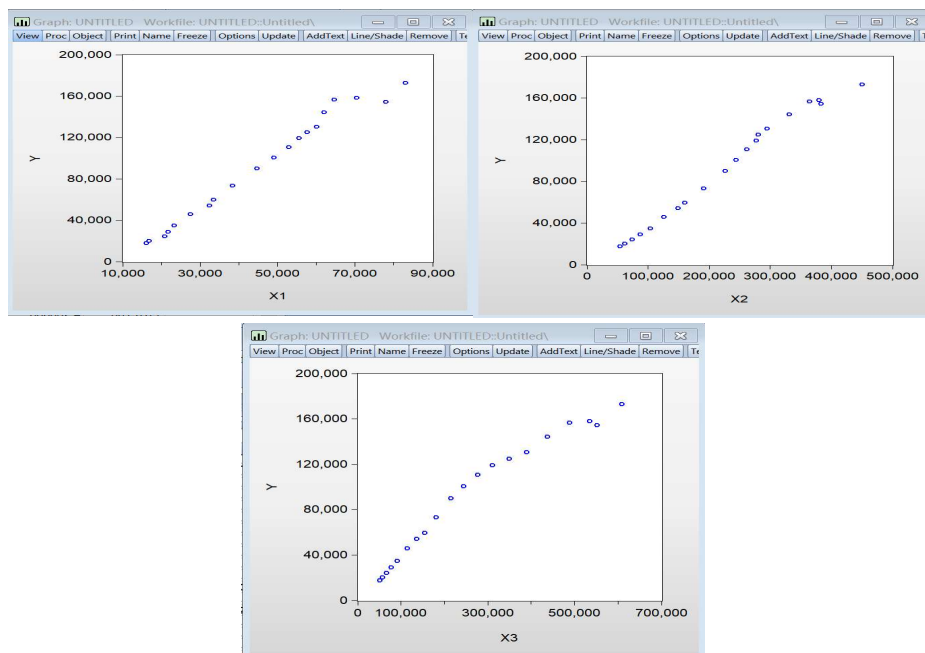 Graph: UNTITLED Workfile: UNTITLED::Untitled\
View Proc Object Print Name Freeze Options Update AddText Line/Shade Remove
200,000
160,000
120,000
80,000
40,000
0
Y
10,000 30,000 50,000 70,000 90,000
X1
Graph: UNTITLED Workfile: UNTITLED::Untitled\
View Proc Object Print Name Freeze Options Update AddText Line/Shade Remove
200,000
160,000
120,000
80,000
40,000
0
Y
0 100,000 200,000 300,000 400,000 500,000
X2
Graph: UNTITLED Workfile: UNTITLED::Untitled\
View Proc Object Print Name Freeze Options Update AddText Line/Shade Remove
200,000
160,000
120,000
80,000
40,000
0
Y
0 100,000 300,000 500,000 700,000
X3